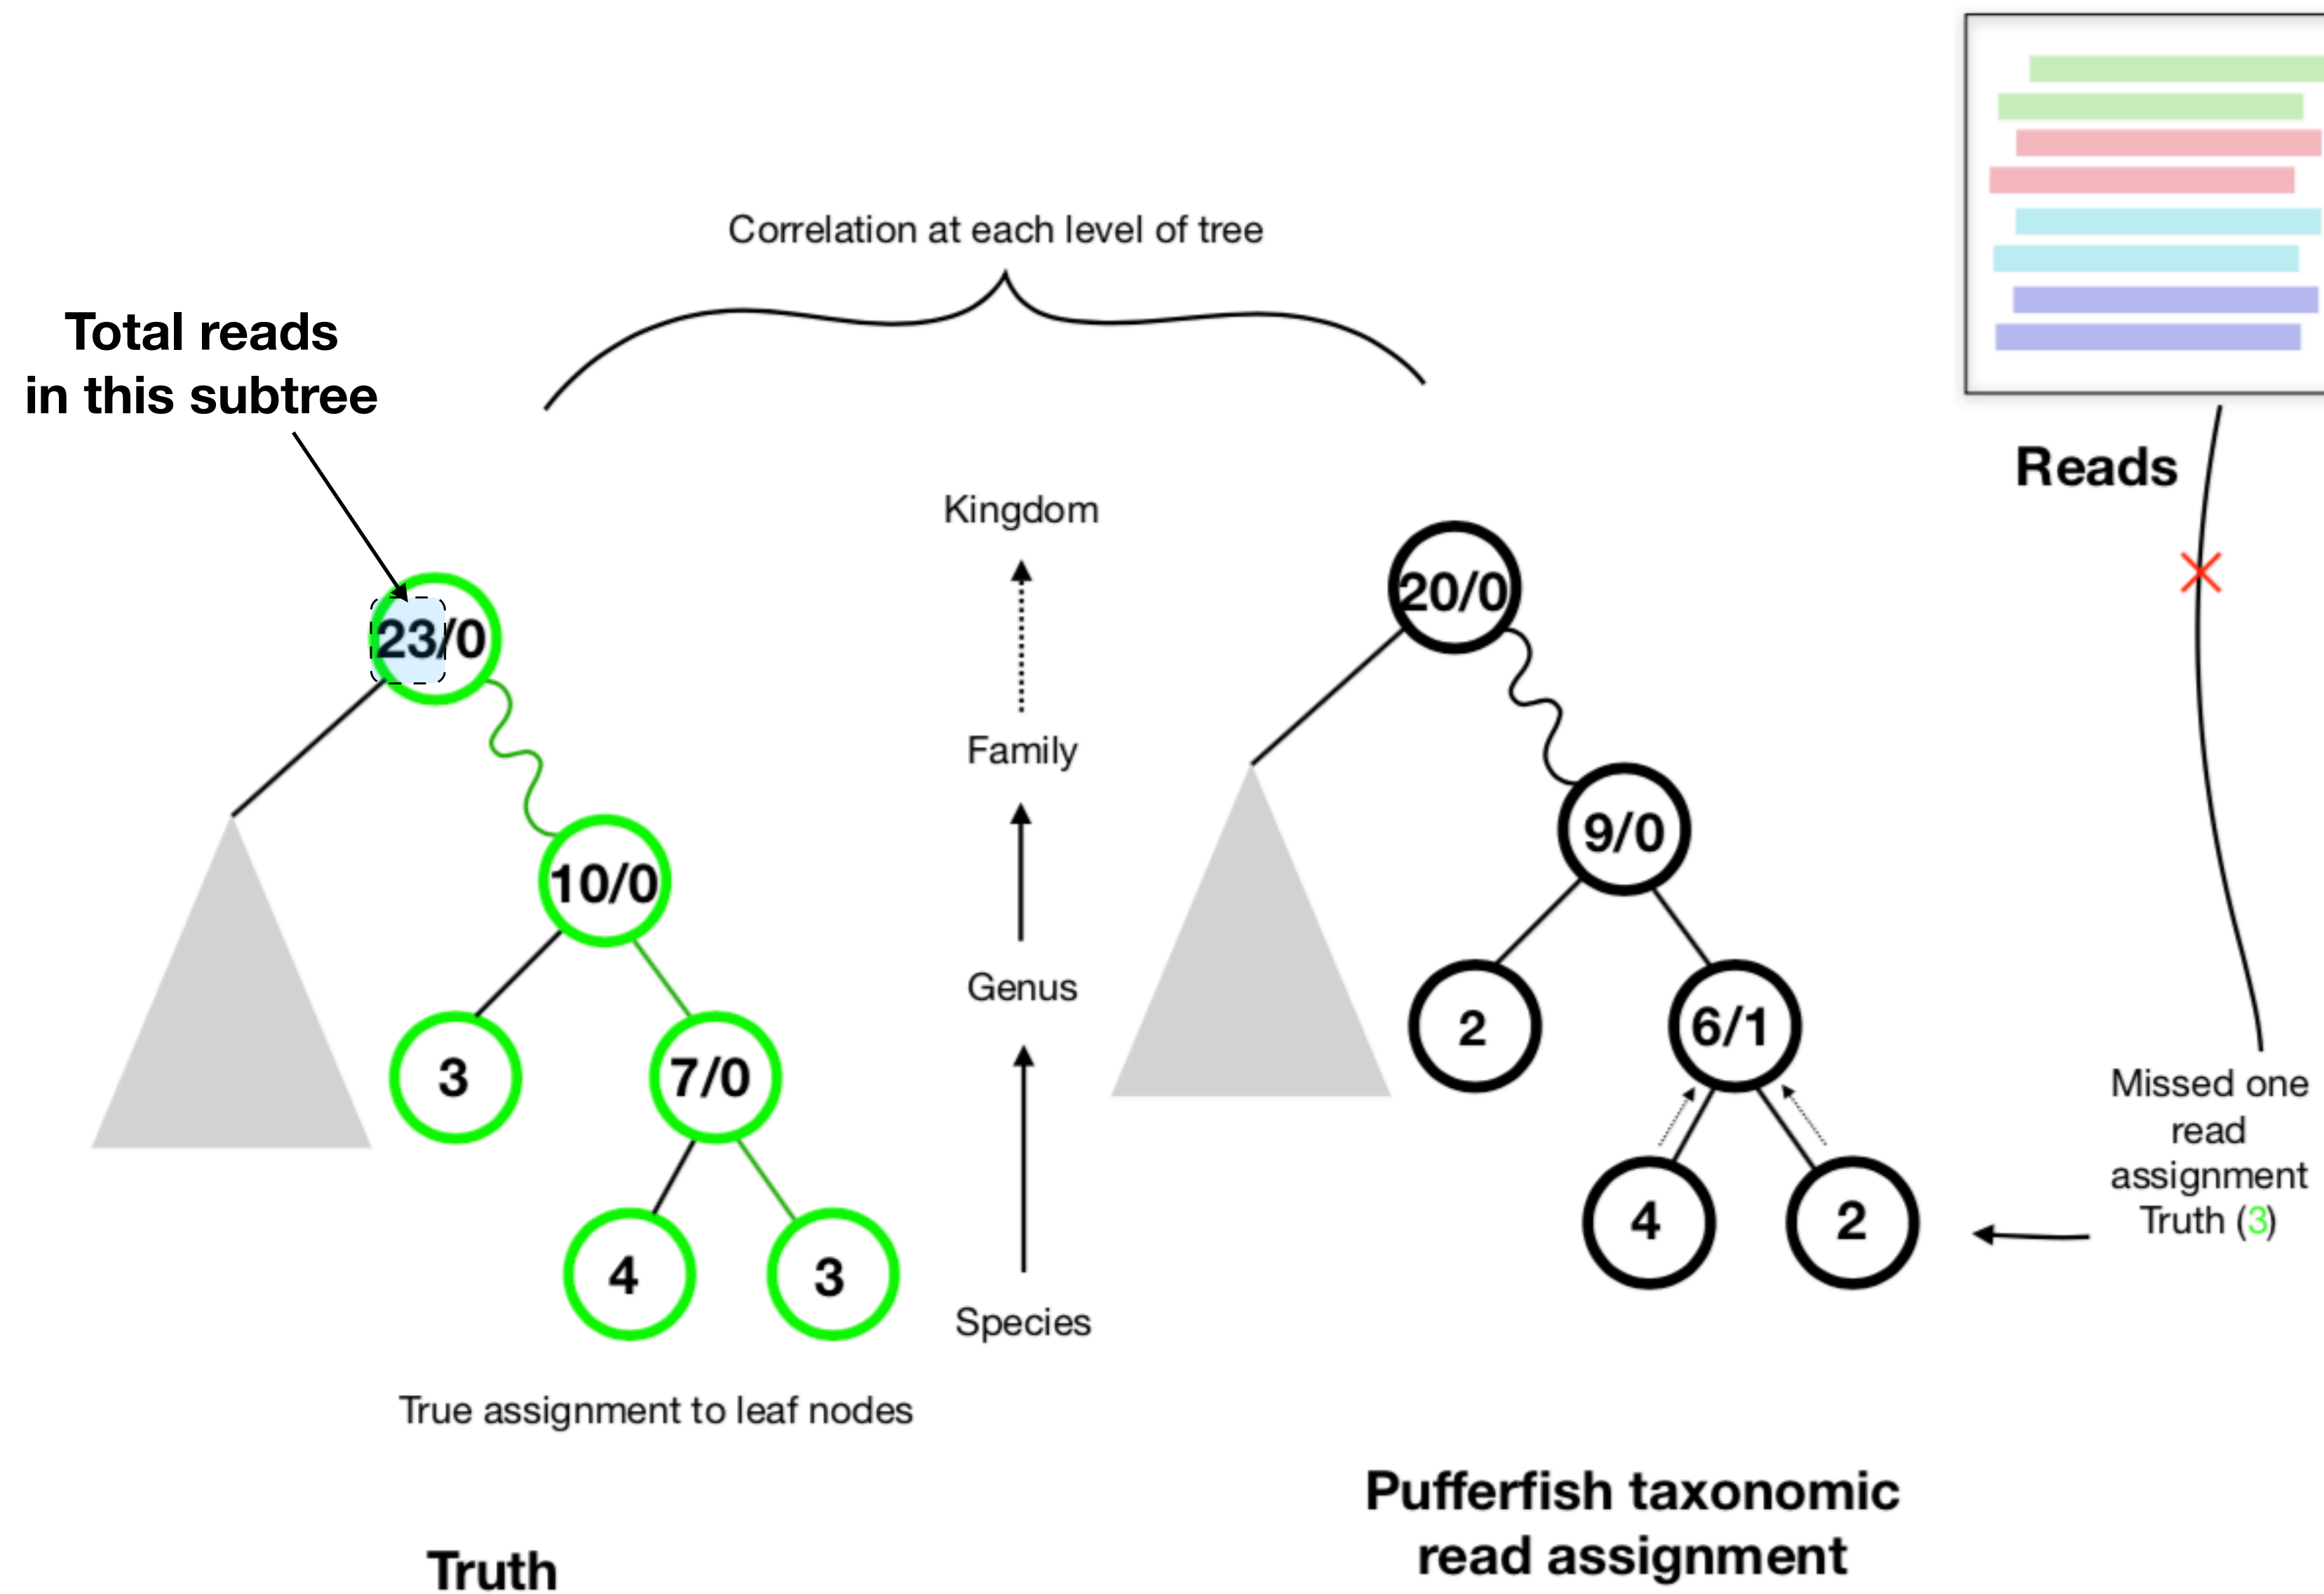 Correlation at each level of tree
Total reads
in this subtree
Reads
Kingdom
Family
Genus
Species
23/0
10/0
3
7/0
4
3
20/0
9/0
2
6/1
4
2
Missed one
read
assignment
Truth (3)
True assignment to leaf nodes
Truth
Pufferfish taxonomic
read assignment